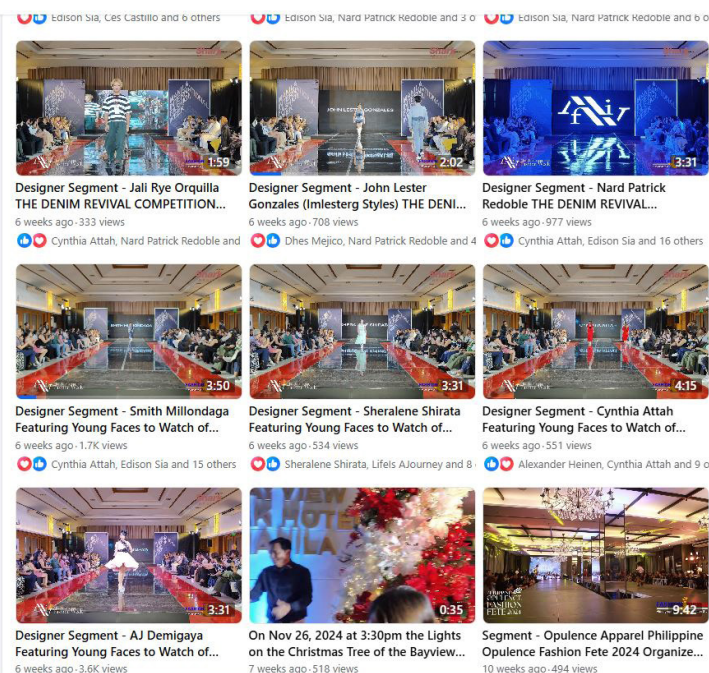 Edison Sia, Ces Castillo and 6 others
Edison Sia, Nard Patrick Redoble and 3 o
Edison Sia, Nard Patrick Redoble and 6 o
1:59
JOHN LESTER GONZALES
2:02
3:31
Designer Segment - Jali Rye Orquilla
THE DENIM REVIVAL COMPETITION...
6 weeks ago · 333 views
Cynthia Attah, Nard Patrick Redoble and
Designer Segment - John Lester
Gonzales (Imlesterg Styles) THE DENI...
6 weeks ago · 708 views
Dhes Mejico, Nard Patrick Redoble and 4
Designer Segment - Nard Patrick
Redoble THE DENIM REVIVAL...
6 weeks ago · 977 views
Cynthia Attah, Edison Sia and 16 others
3:50
3:31
4:15
Designer Segment - Smith Millondaga
Featuring Young Faces to Watch of...
6 weeks ago · 1.7K views
Cynthia Attah, Edison Sia and 15 others
Designer Segment - Sheralene Shirata
Featuring Young Faces to Watch of...
6 weeks ago · 534 views
Sheralene Shirata, LifeIs AJourney and 8
Designer Segment - Cynthia Attah
Featuring Young Faces to Watch of...
6 weeks ago · 551 views
Alexander Heinen, Cynthia Attah and 9 o
3:31
0:35
OPULENCE
FASHION
FETE 2024
9:42
Designer Segment - AJ Demigaya
Featuring Young Faces to Watch of...
6 weeks ago · 3.6K views
On Nov 26, 2024 at 3:30pm the Lights
on the Christmas Tree of the Bayview...
7 weeks ago · 518 views
Segment - Opulence Apparel Philippine
Opulence Fashion Fete 2024 Organize...
10 weeks ago · 494 views